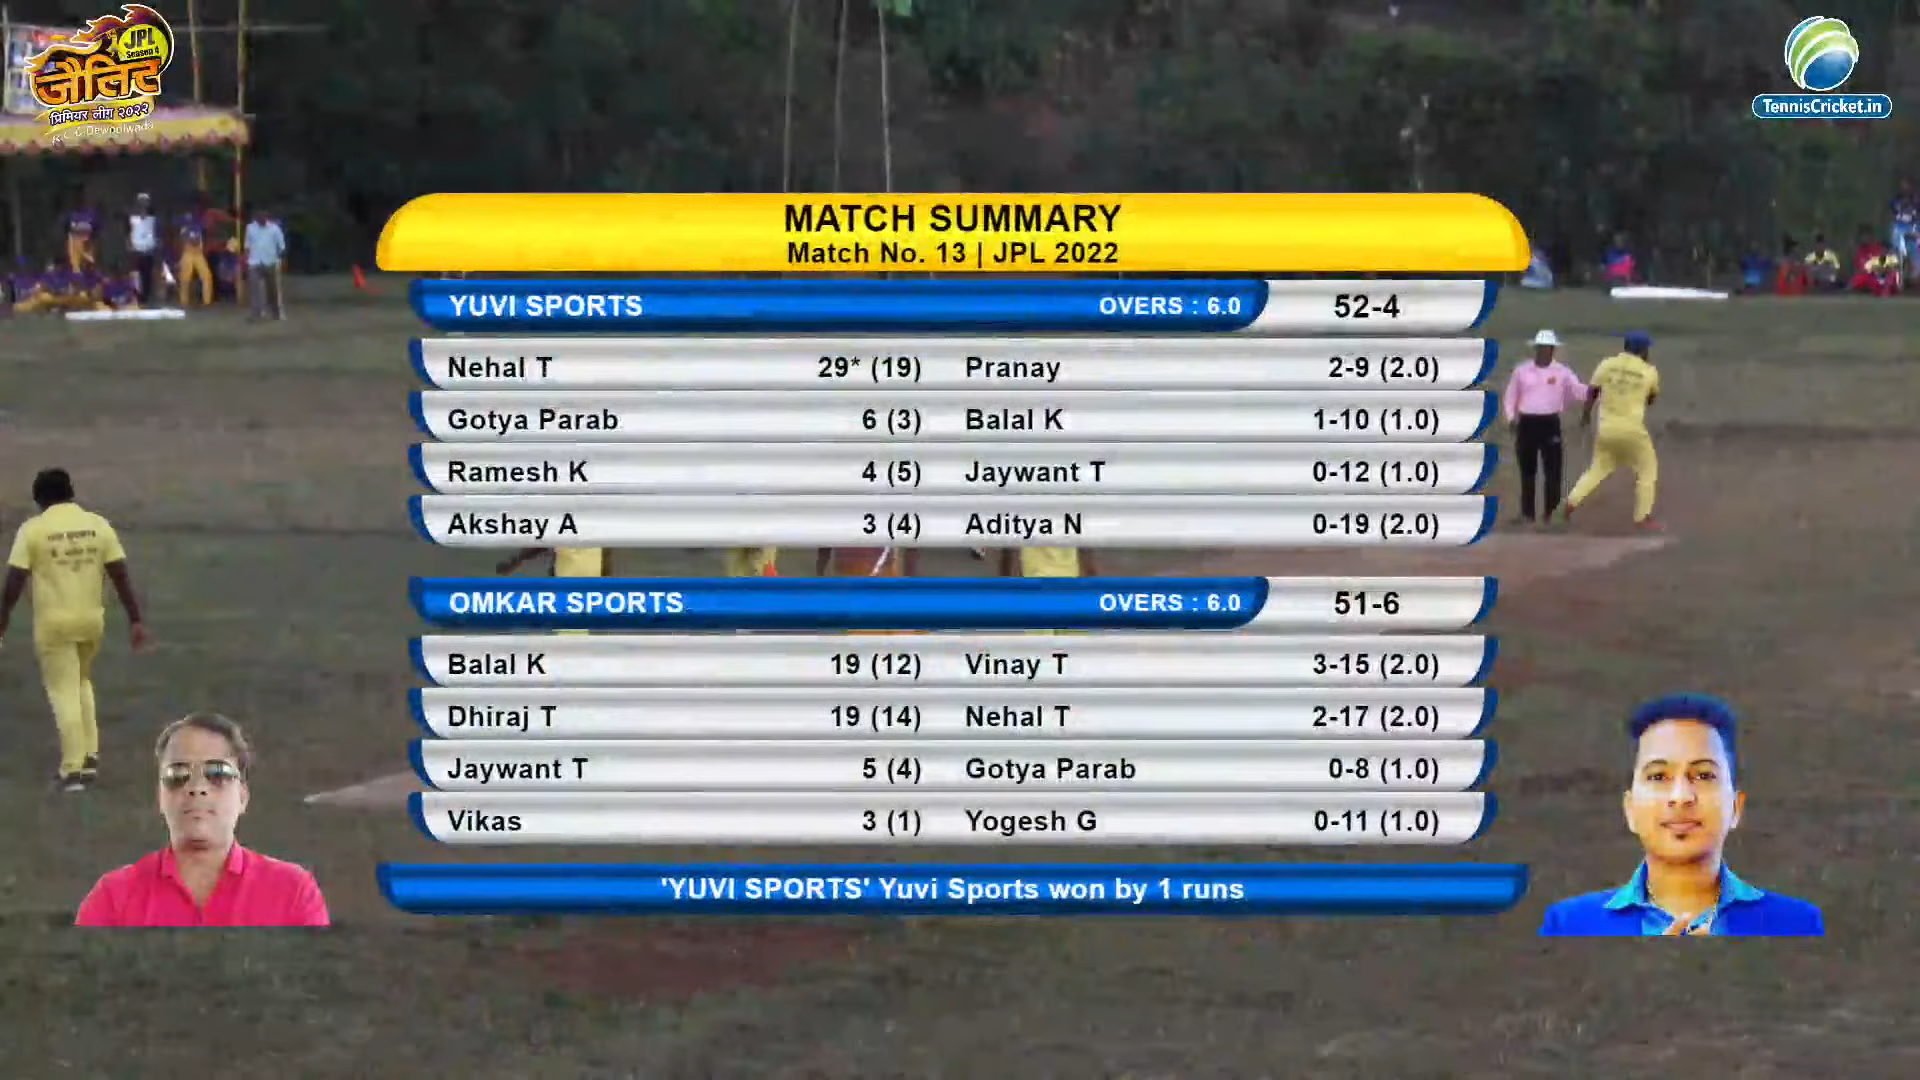 JPL
Season 4
जैलिट
प्रिमियर लीग २०२२
K.C.C Dewoolwada
TennisCricket.in
MATCH SUMMARY
Match No. 13 | JPL 2022
YUVI SPORTS OVERS : 6.0 52-4
Nehal T 29* (19) Pranay 2-9 (2.0)
Gotya Parab 6 (3) Balal K 1-10 (1.0)
Ramesh K 4 (5) Jaywant T 0-12 (1.0)
Akshay A 3 (4) Aditya N 0-19 (2.0)
OMKAR SPORTS OVERS : 6.0 51-6
Balal K 19 (12) Vinay T 3-15 (2.0)
Dhiraj T 19 (14) Nehal T 2-17 (2.0)
Jaywant T 5 (4) Gotya Parab 0-8 (1.0)
Vikas 3 (1) Yogesh G 0-11 (1.0)
'YUVI SPORTS' Yuvi Sports won by 1 runs